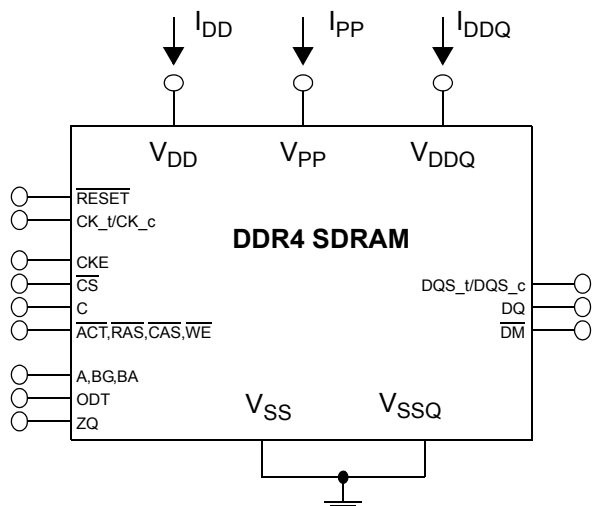 IDD IPP IDDQ
VDD VPP VDDQ
RESET
CK_t/CK_c
DDR4 SDRAM
CKE
CS
C
ACT,RAS,CAS,WE
DQS_t/DQS_c
DQ
DM
A,BG,BA
ODT
ZQ
VSS VSSQ